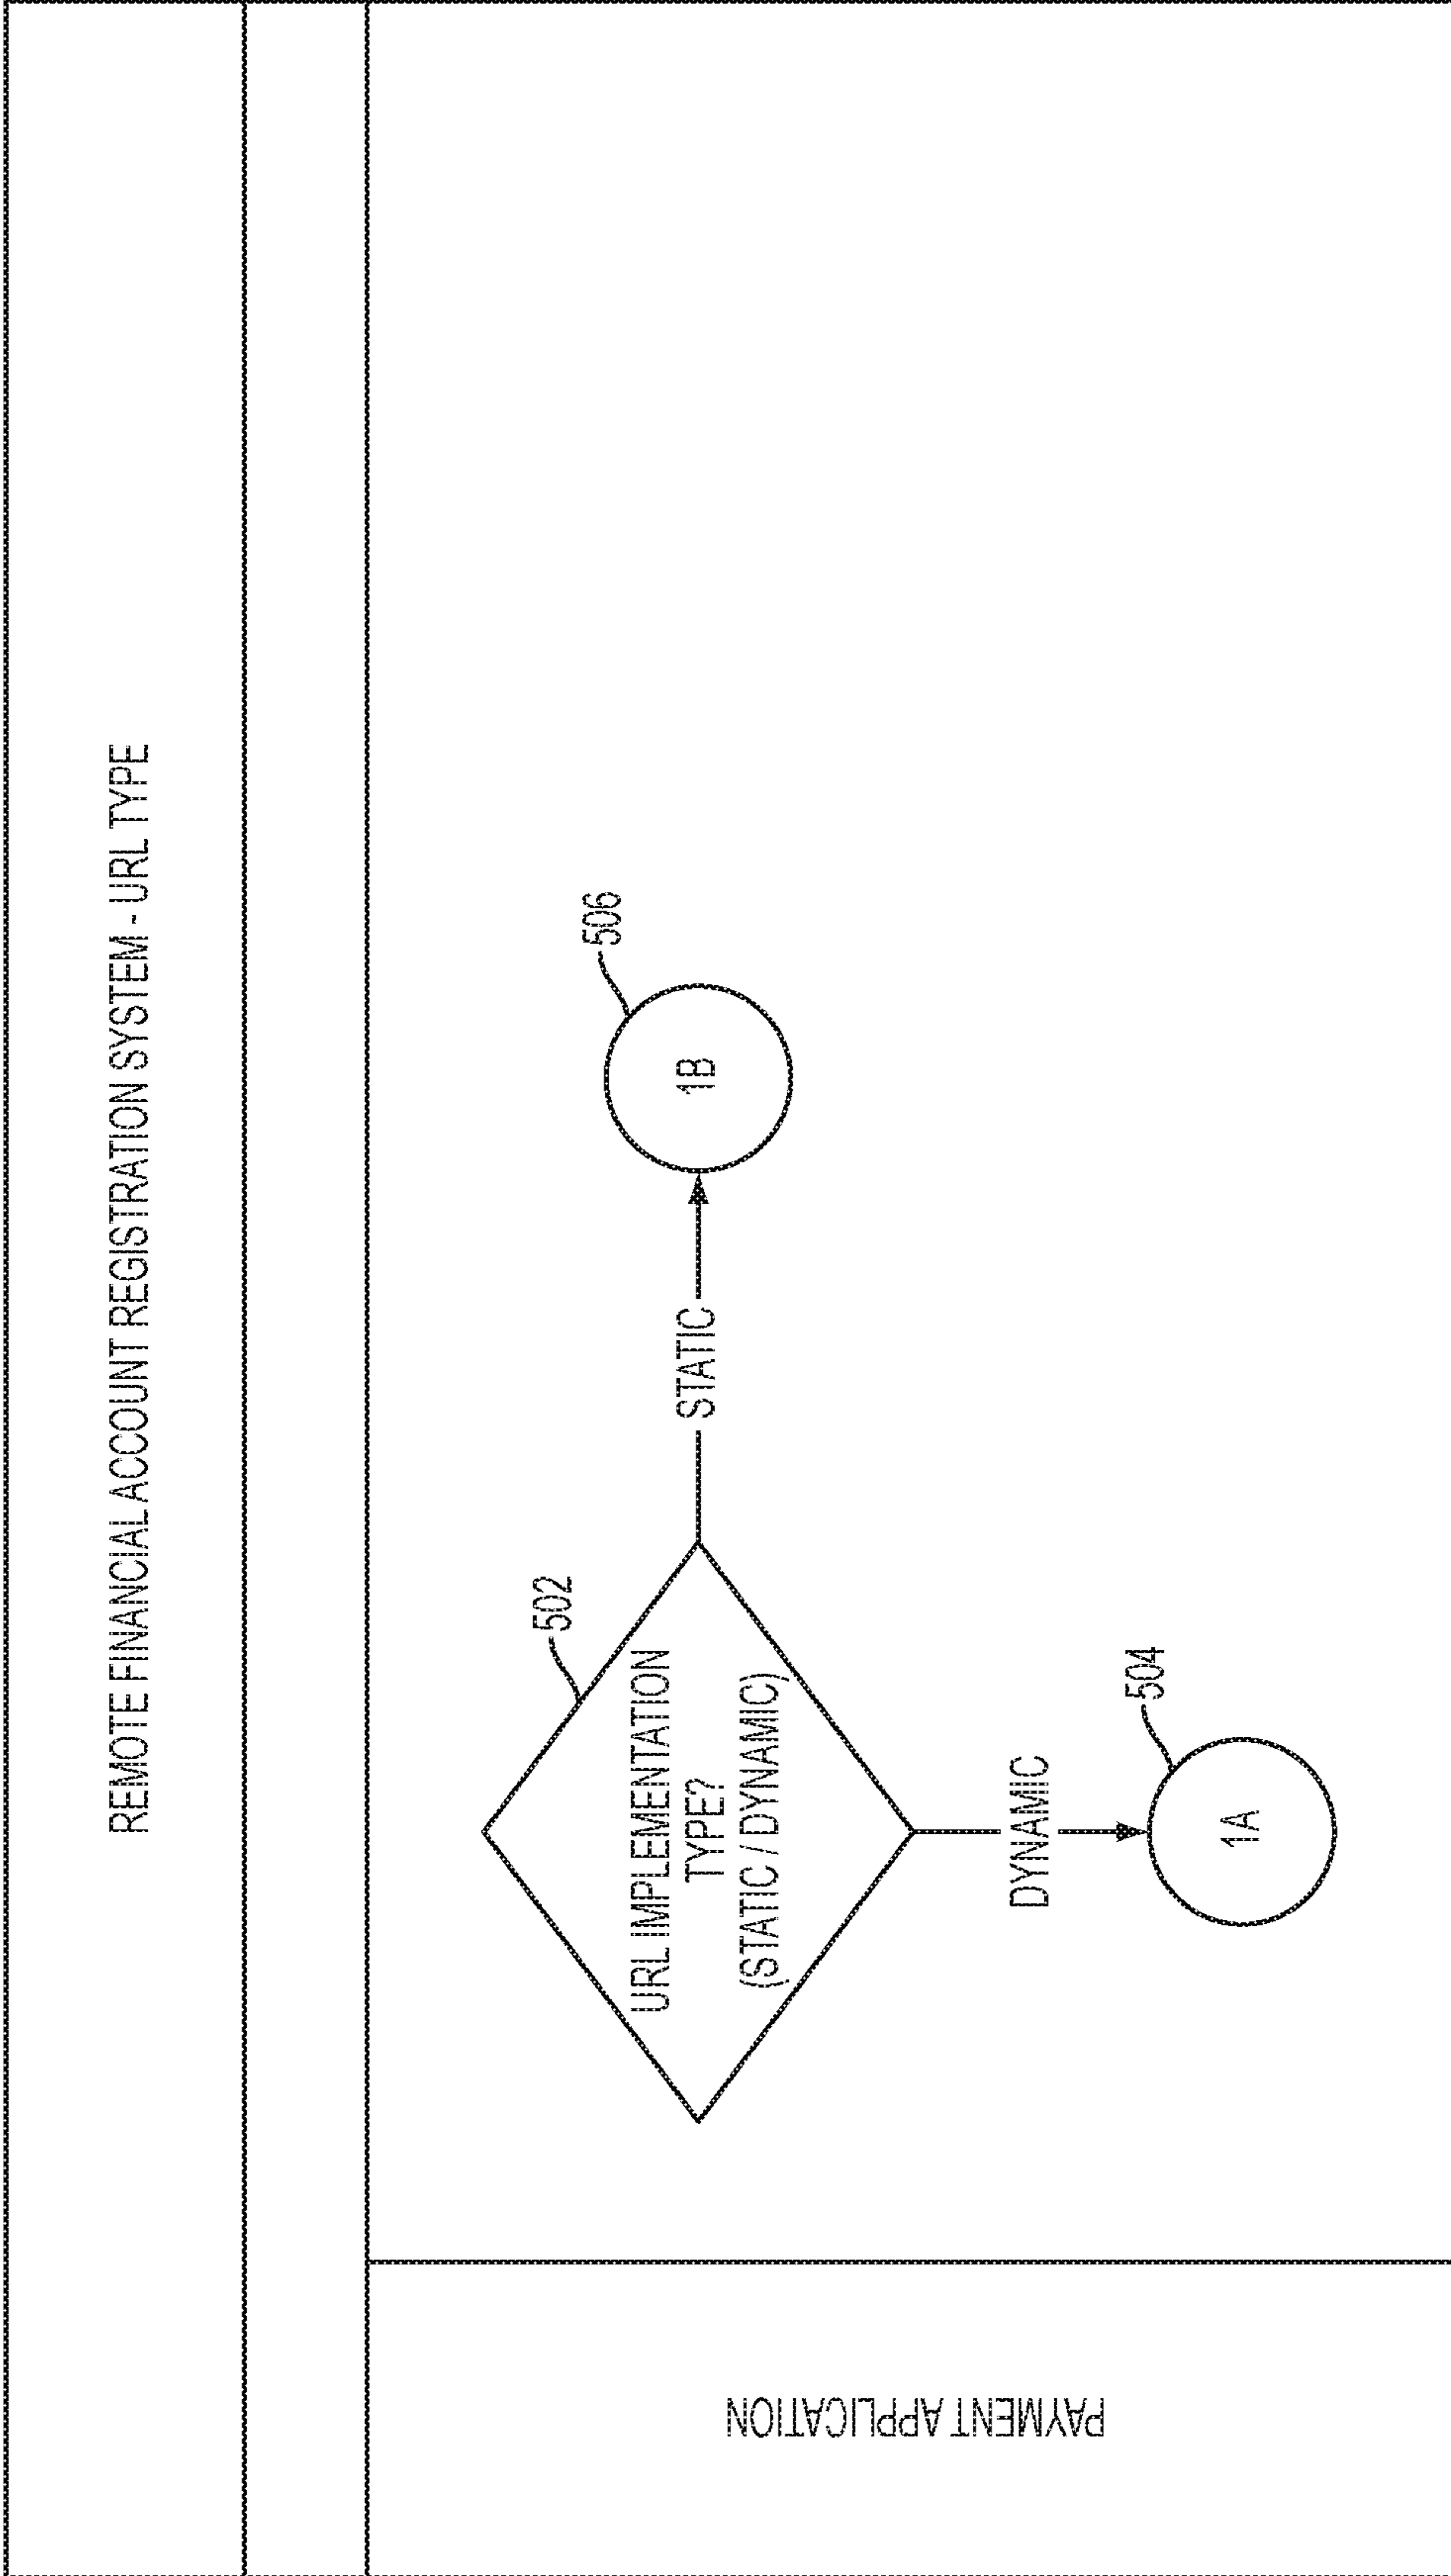 REMOTE FINANCIAL ACCOUNT REGISTRATION SYSTEM - URL TYPE
PAYMENT APPLICATION
502
URL IMPLEMENTATION
TYPE?
(STATIC / DYNAMIC)
STATIC
506
1B
DYNAMIC
504
1A